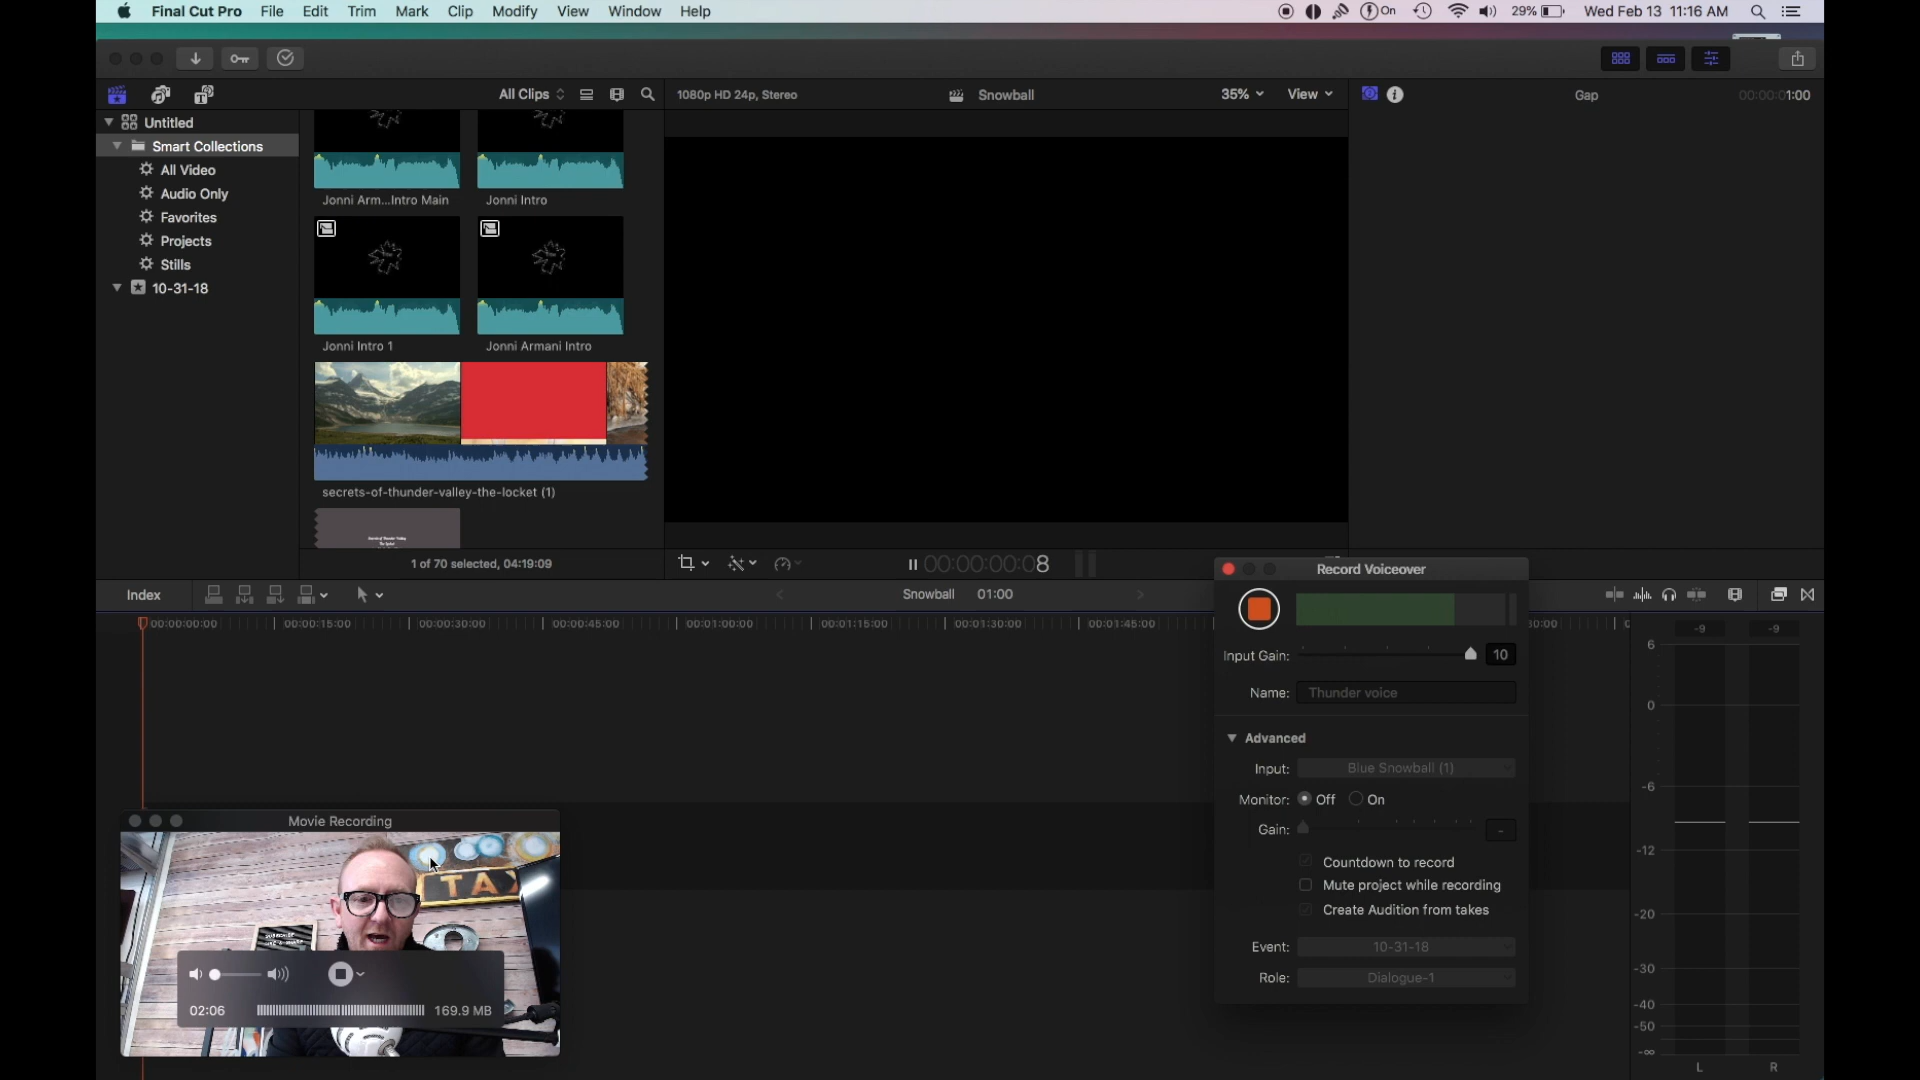 Final Cut Pro File Edit Trim Mark Clip Modify View Window Help On 29% Wed Feb 13 11:16 AM
All Clips 1080p HD 24p, Stereo Snowball 35% View Gap 00:00:01:00
Untitled
Smart Collections
All Video
Audio Only
Favorites
Projects
Stills
10-31-18
Jonni Arm...Intro Main Jonni Intro
Jonni Intro 1 Jonni Armani Intro
secrets-of-thunder-valley-the-locket (1)
1 of 70 selected, 04:19:09
00:00:00:08
Index Snowball 01:00
00:00:00:00 00:00:15:00 00:00:30:00 00:00:45:00 00:01:00:00 00:01:15:00 00:01:30:00 00:01:45:00
Record Voiceover
Input Gain: 10
Name: Thunder voice
Advanced
Input: Blue Snowball (1)
Monitor: Off On
Gain: -
Countdown to record
Mute project while recording
Create Audition from takes
Event: 10-31-18
Role: Dialogue-1
-9 -9
6
0
-6
-12
-20
-30
-40
-50
-∞
L R
Movie Recording
TAX
SUBSCRIBE
02:06 169.9 MB